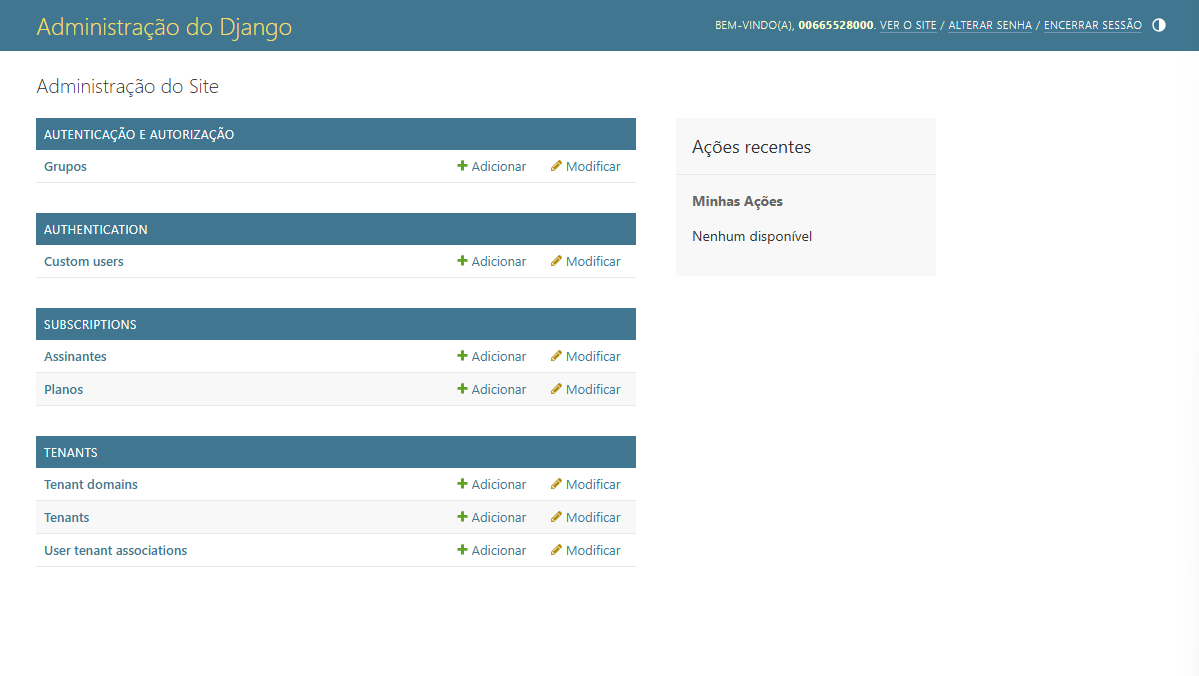 Administração do Django
BEM-VINDO(A), 00665528000. VER O SITE / ALTERAR SENHA / ENCERRAR SESSÃO
Administração do Site
AUTENTICAÇÃO E AUTORIZAÇÃO
Grupos Adicionar Modificar
AUTHENTICATION
Custom users Adicionar Modificar
SUBSCRIPTIONS
Assinantes Adicionar Modificar
Planos Adicionar Modificar
TENANTS
Tenant domains Adicionar Modificar
Tenants Adicionar Modificar
User tenant associations Adicionar Modificar
Ações recentes
Minhas Ações
Nenhum disponível